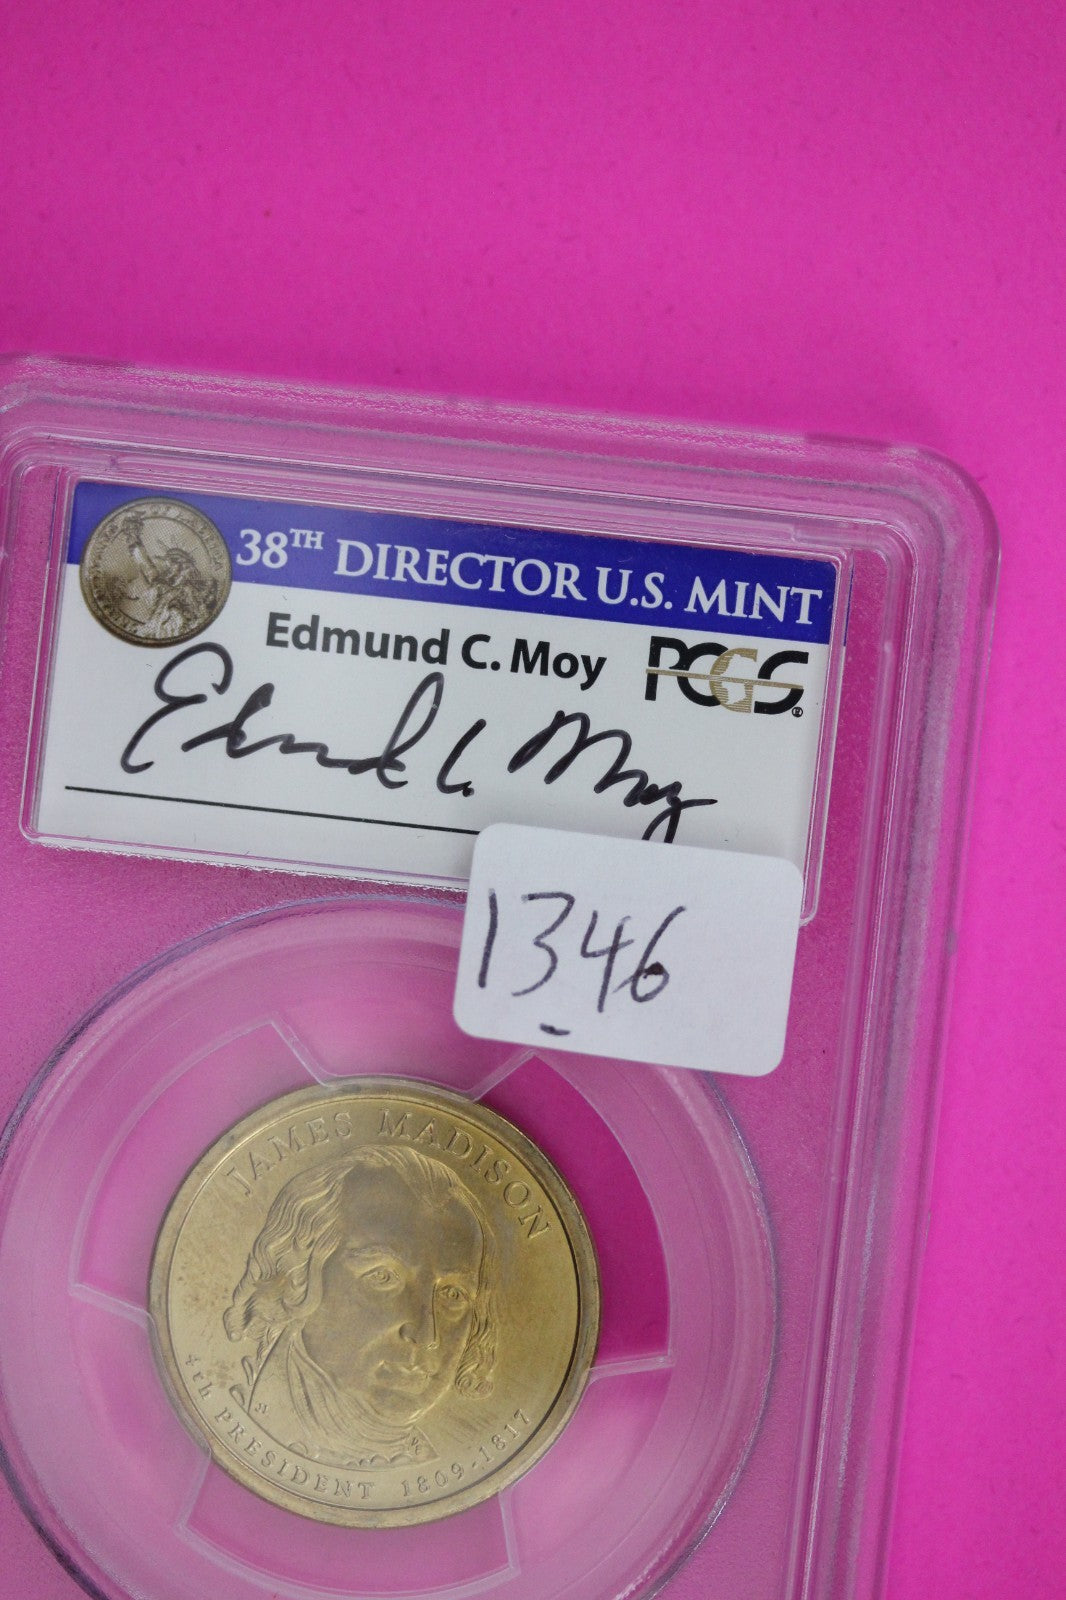 38TH DIRECTOR U.S. MINT
Edmund C. Moy
PCGS®
Edmund C. Moy
1346
JAMES MADISON
4th PRESIDENT 1809-1817